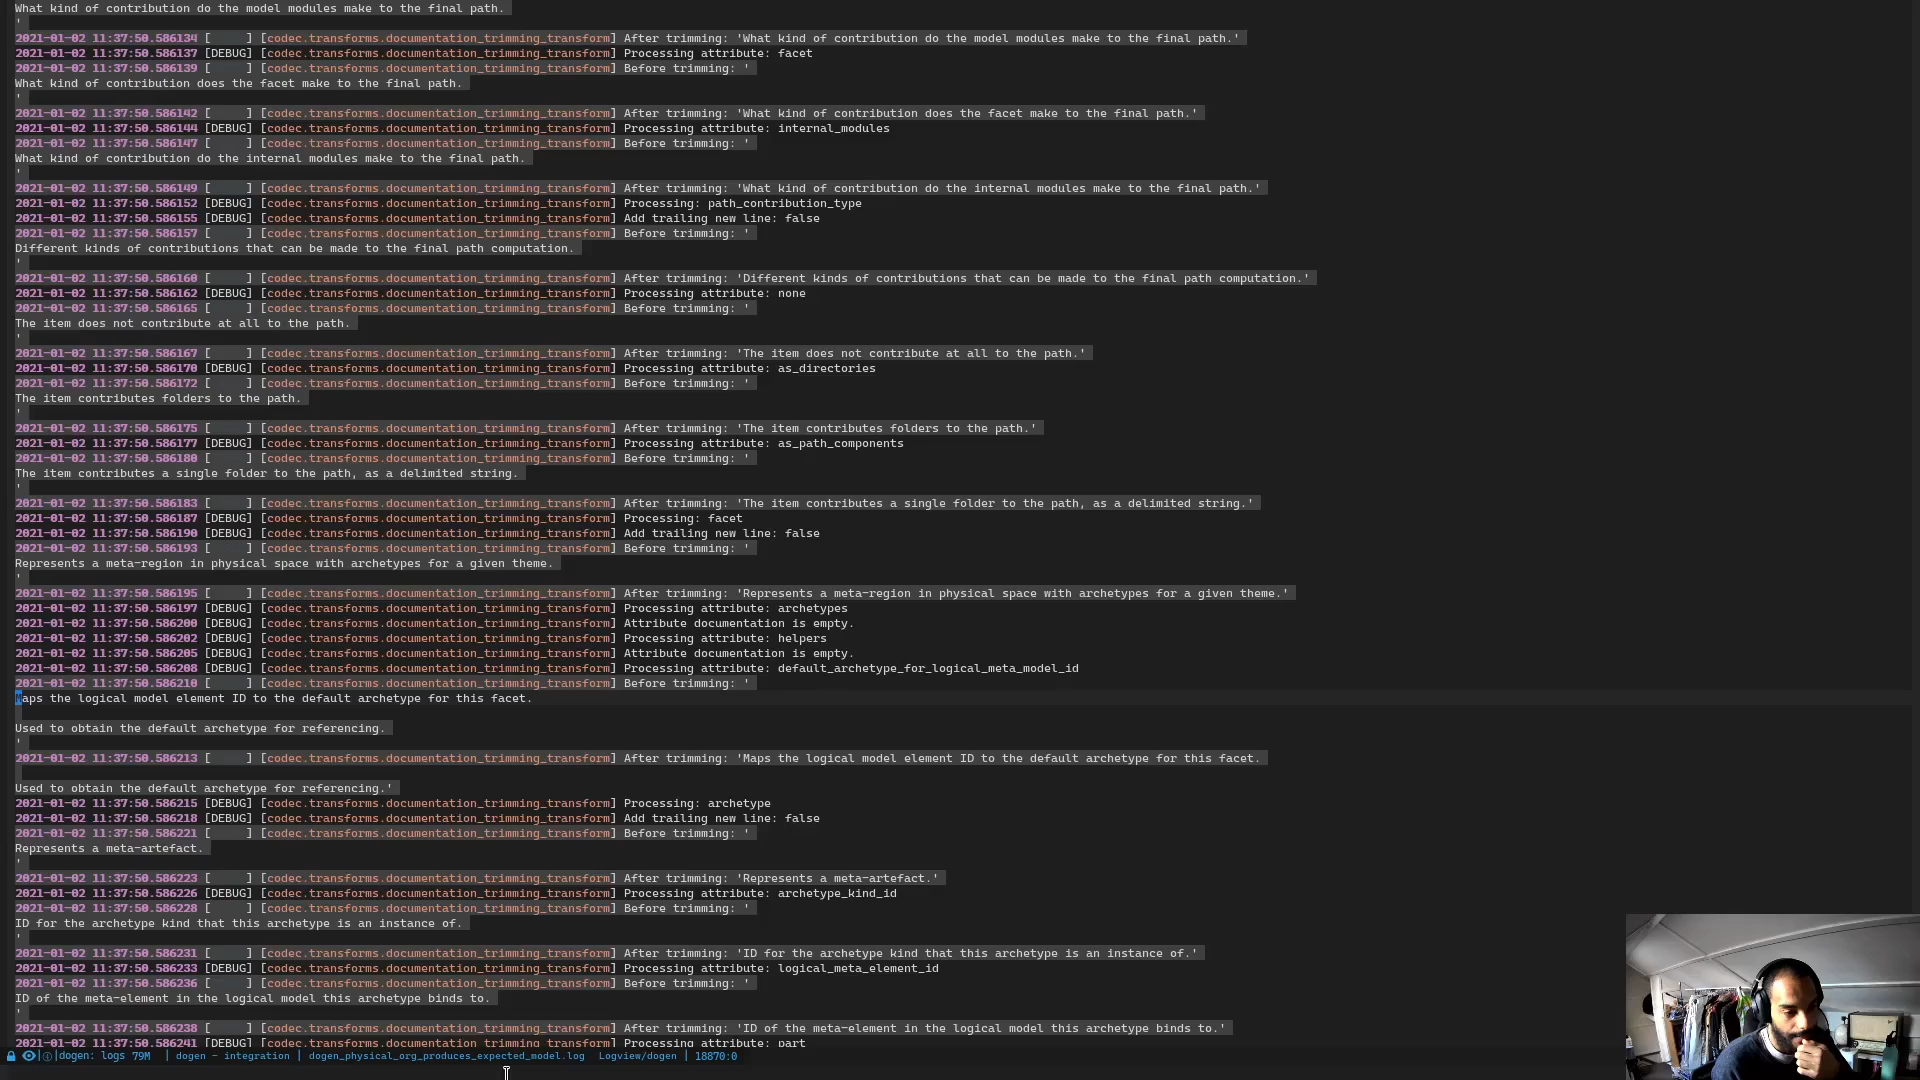 What kind of contribution do the model modules make to the final path.
'
2021-01-02 11:37:50.586134 [     ] [codec.transforms.documentation_trimming_transform] After trimming: 'What kind of contribution do the model modules make to the final path.'
2021-01-02 11:37:50.586137 [DEBUG] [codec.transforms.documentation_trimming_transform] Processing attribute: facet
2021-01-02 11:37:50.586139 [     ] [codec.transforms.documentation_trimming_transform] Before trimming: '
What kind of contribution does the facet make to the final path.
'
2021-01-02 11:37:50.586142 [     ] [codec.transforms.documentation_trimming_transform] After trimming: 'What kind of contribution does the facet make to the final path.'
2021-01-02 11:37:50.586144 [DEBUG] [codec.transforms.documentation_trimming_transform] Processing attribute: internal_modules
2021-01-02 11:37:50.586147 [     ] [codec.transforms.documentation_trimming_transform] Before trimming: '
What kind of contribution do the internal modules make to the final path.
'
2021-01-02 11:37:50.586149 [     ] [codec.transforms.documentation_trimming_transform] After trimming: 'What kind of contribution do the internal modules make to the final path.'
2021-01-02 11:37:50.586152 [DEBUG] [codec.transforms.documentation_trimming_transform] Processing: path_contribution_type
2021-01-02 11:37:50.586155 [DEBUG] [codec.transforms.documentation_trimming_transform] Add trailing new line: false
2021-01-02 11:37:50.586157 [     ] [codec.transforms.documentation_trimming_transform] Before trimming: '
Different kinds of contributions that can be made to the final path computation.
'
2021-01-02 11:37:50.586160 [     ] [codec.transforms.documentation_trimming_transform] After trimming: 'Different kinds of contributions that can be made to the final path computation.'
2021-01-02 11:37:50.586162 [DEBUG] [codec.transforms.documentation_trimming_transform] Processing attribute: none
2021-01-02 11:37:50.586165 [     ] [codec.transforms.documentation_trimming_transform] Before trimming: '
The item does not contribute at all to the path.
'
2021-01-02 11:37:50.586167 [     ] [codec.transforms.documentation_trimming_transform] After trimming: 'The item does not contribute at all to the path.'
2021-01-02 11:37:50.586170 [DEBUG] [codec.transforms.documentation_trimming_transform] Processing attribute: as_directories
2021-01-02 11:37:50.586172 [     ] [codec.transforms.documentation_trimming_transform] Before trimming: '
The item contributes folders to the path.
'
2021-01-02 11:37:50.586175 [     ] [codec.transforms.documentation_trimming_transform] After trimming: 'The item contributes folders to the path.'
2021-01-02 11:37:50.586177 [DEBUG] [codec.transforms.documentation_trimming_transform] Processing attribute: as_path_components
2021-01-02 11:37:50.586180 [     ] [codec.transforms.documentation_trimming_transform] Before trimming: '
The item contributes a single folder to the path, as a delimited string.
'
2021-01-02 11:37:50.586183 [     ] [codec.transforms.documentation_trimming_transform] After trimming: 'The item contributes a single folder to the path, as a delimited string.'
2021-01-02 11:37:50.586187 [DEBUG] [codec.transforms.documentation_trimming_transform] Processing: facet
2021-01-02 11:37:50.586190 [DEBUG] [codec.transforms.documentation_trimming_transform] Add trailing new line: false
2021-01-02 11:37:50.586193 [     ] [codec.transforms.documentation_trimming_transform] Before trimming: '
Represents a meta-region in physical space with archetypes for a given theme.
'
2021-01-02 11:37:50.586195 [     ] [codec.transforms.documentation_trimming_transform] After trimming: 'Represents a meta-region in physical space with archetypes for a given theme.'
2021-01-02 11:37:50.586197 [DEBUG] [codec.transforms.documentation_trimming_transform] Processing attribute: archetypes
2021-01-02 11:37:50.586200 [DEBUG] [codec.transforms.documentation_trimming_transform] Attribute documentation is empty.
2021-01-02 11:37:50.586202 [DEBUG] [codec.transforms.documentation_trimming_transform] Processing attribute: helpers
2021-01-02 11:37:50.586205 [DEBUG] [codec.transforms.documentation_trimming_transform] Attribute documentation is empty.
2021-01-02 11:37:50.586208 [DEBUG] [codec.transforms.documentation_trimming_transform] Processing attribute: default_archetype_for_logical_meta_model_id
2021-01-02 11:37:50.586210 [     ] [codec.transforms.documentation_trimming_transform] Before trimming: '
Maps the logical model element ID to the default archetype for this facet.
Used to obtain the default archetype for referencing.
'
2021-01-02 11:37:50.586213 [     ] [codec.transforms.documentation_trimming_transform] After trimming: 'Maps the logical model element ID to the default archetype for this facet.
Used to obtain the default archetype for referencing.'
2021-01-02 11:37:50.586215 [DEBUG] [codec.transforms.documentation_trimming_transform] Processing: archetype
2021-01-02 11:37:50.586218 [DEBUG] [codec.transforms.documentation_trimming_transform] Add trailing new line: false
2021-01-02 11:37:50.586221 [     ] [codec.transforms.documentation_trimming_transform] Before trimming: '
Represents a meta-artefact.
'
2021-01-02 11:37:50.586223 [     ] [codec.transforms.documentation_trimming_transform] After trimming: 'Represents a meta-artefact.'
2021-01-02 11:37:50.586226 [DEBUG] [codec.transforms.documentation_trimming_transform] Processing attribute: archetype_kind_id
2021-01-02 11:37:50.586228 [     ] [codec.transforms.documentation_trimming_transform] Before trimming: '
ID for the archetype kind that this archetype is an instance of.
'
2021-01-02 11:37:50.586231 [     ] [codec.transforms.documentation_trimming_transform] After trimming: 'ID for the archetype kind that this archetype is an instance of.'
2021-01-02 11:37:50.586233 [DEBUG] [codec.transforms.documentation_trimming_transform] Processing attribute: logical_meta_element_id
2021-01-02 11:37:50.586236 [     ] [codec.transforms.documentation_trimming_transform] Before trimming: '
ID of the meta-element in the logical model this archetype binds to.
'
2021-01-02 11:37:50.586238 [     ] [codec.transforms.documentation_trimming_transform] After trimming: 'ID of the meta-element in the logical model this archetype binds to.'
2021-01-02 11:37:50.586241 [DEBUG] [codec.transforms.documentation_trimming_transform] Processing attribute: part
dogen: logs 79M | dogen - integration | dogen_physical_org_produces_expected_model.log Logview/dogen | 18870:0